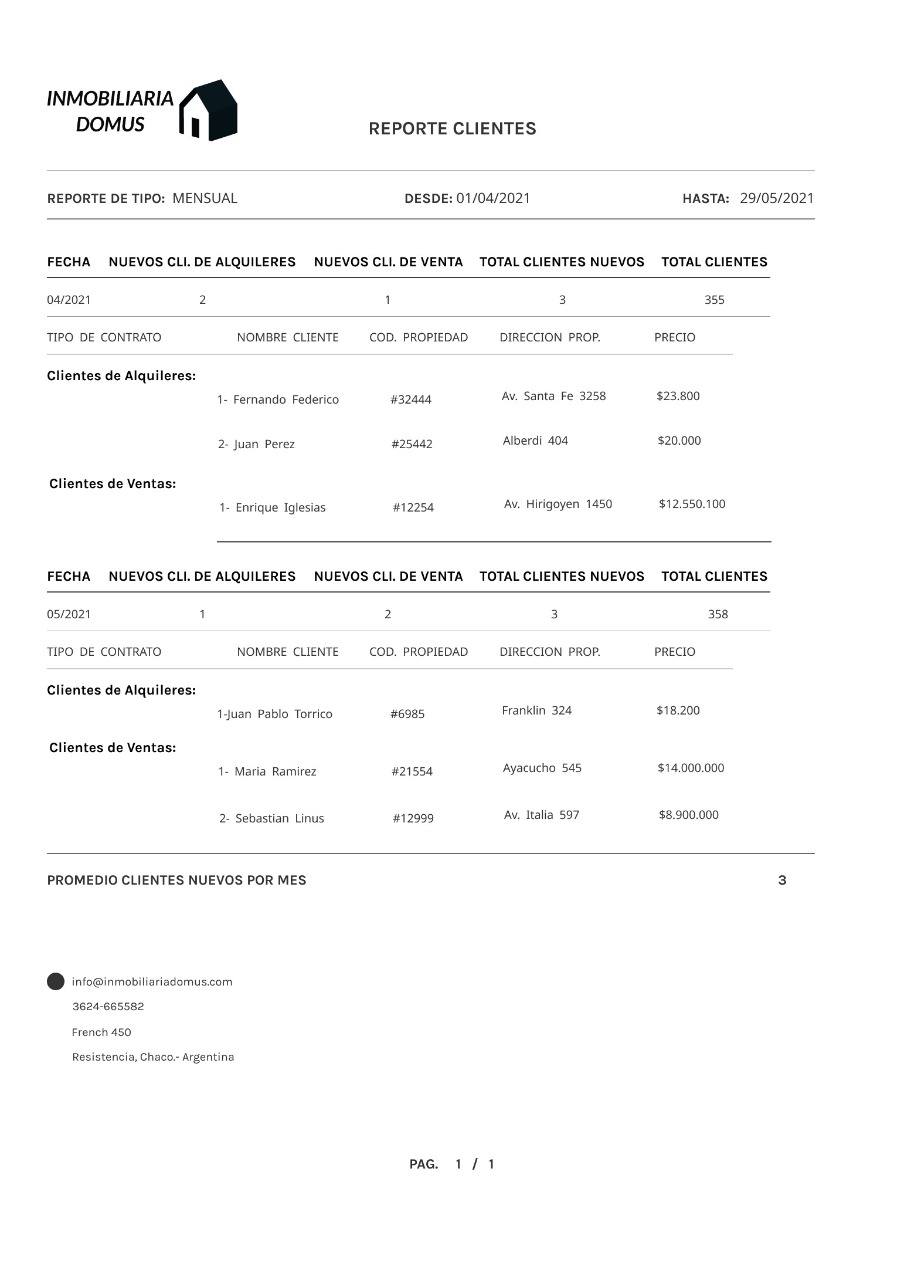 INMOBILIARIA
DOMUS
REPORTE CLIENTES
REPORTE DE TIPO: MENSUAL DESDE: 01/04/2021 HASTA: 29/05/2021
FECHA NUEVOS CLI. DE ALQUILERES NUEVOS CLI. DE VENTA TOTAL CLIENTES NUEVOS TOTAL CLIENTES
04/2021 2 1 3 355
TIPO DE CONTRATO NOMBRE CLIENTE COD. PROPIEDAD DIRECCION PROP. PRECIO
Clientes de Alquileres:
1- Fernando Federico #32444 Av. Santa Fe 3258 $23.800
2- Juan Perez #25442 Alberdi 404 $20.000
Clientes de Ventas:
1- Enrique Iglesias #12254 Av. Hirigoyen 1450 $12.550.100
FECHA NUEVOS CLI. DE ALQUILERES NUEVOS CLI. DE VENTA TOTAL CLIENTES NUEVOS TOTAL CLIENTES
05/2021 1 2 3 358
TIPO DE CONTRATO NOMBRE CLIENTE COD. PROPIEDAD DIRECCION PROP. PRECIO
Clientes de Alquileres:
1-Juan Pablo Torrico #6985 Franklin 324 $18.200
Clientes de Ventas:
1- Maria Ramirez #21554 Ayacucho 545 $14.000.000
2- Sebastian Linus #12999 Av. Italia 597 $8.900.000
PROMEDIO CLIENTES NUEVOS POR MES 3
info@inmobiliariadomus.com
3624-665582
French 450
Resistencia, Chaco.- Argentina
PAG. 1 / 1